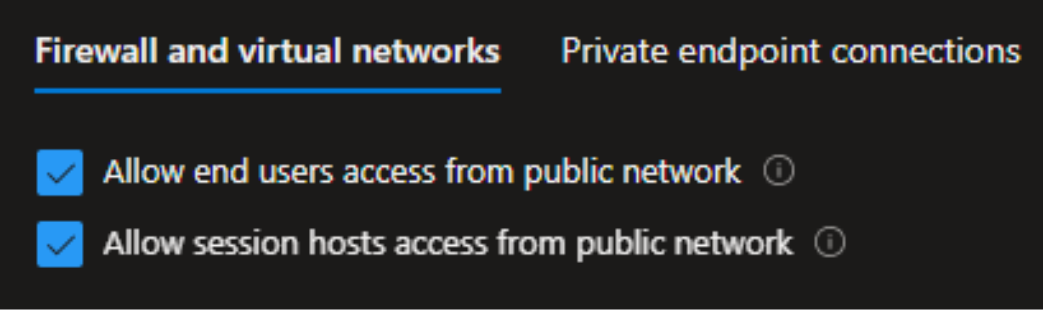 Firewall and virtual networks Private endpoint connections
Allow end users access from public network
Allow session hosts access from public network